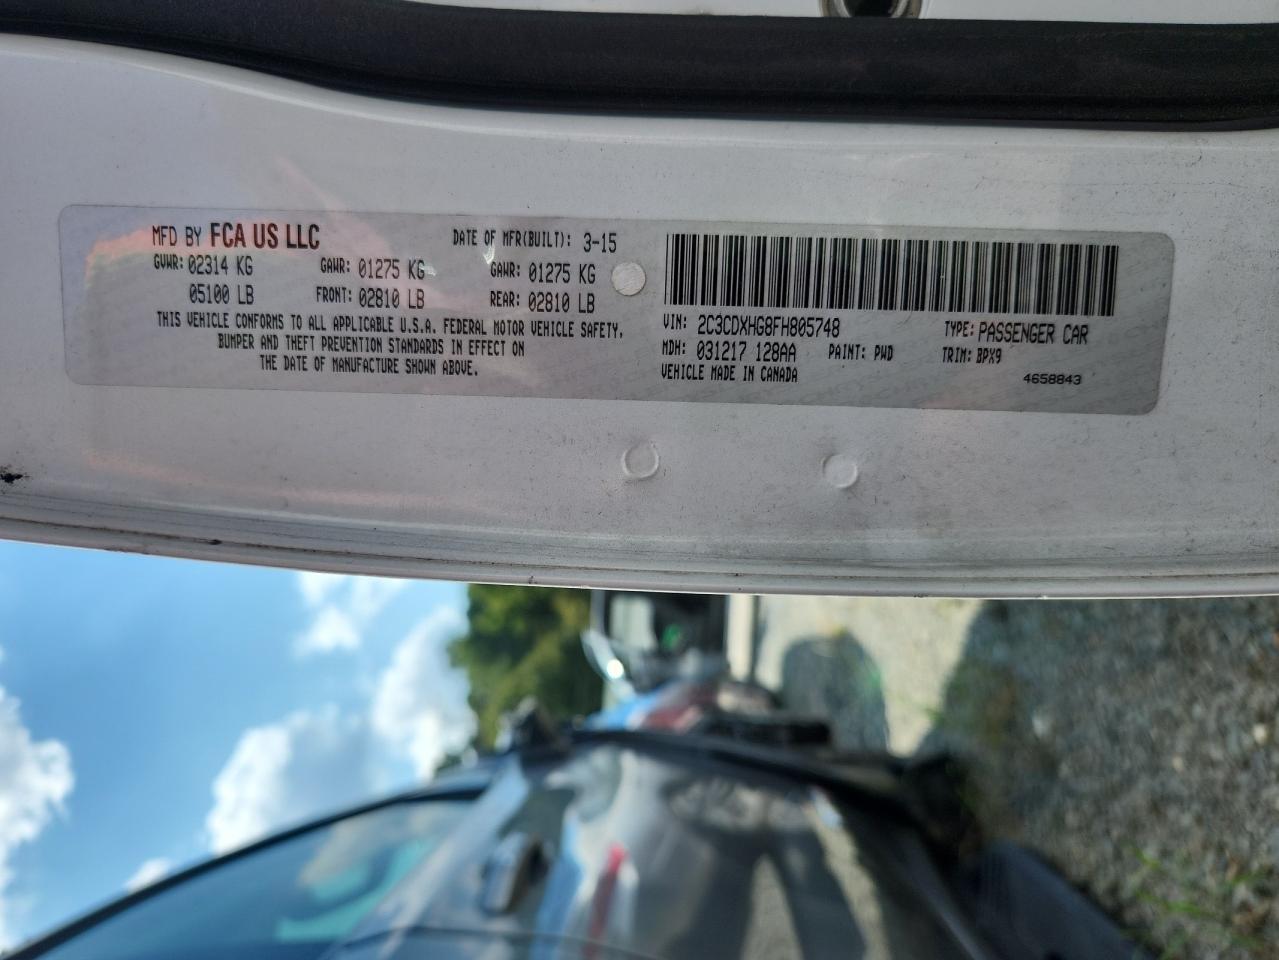 MFD BY FCA US LLC DATE OF MFR(BUILT): 3-15
GVWR: 02314 KG GAWR: 01275 KG GAWR: 01275 KG
05100 LB FRONT: 02810 LB REAR: 02810 LB
THIS VEHICLE CONFORMS TO ALL APPLICABLE U.S.A. FEDERAL MOTOR VEHICLE SAFETY,
BUMPER AND THEFT PREVENTION STANDARDS IN EFFECT ON
THE DATE OF MANUFACTURE SHOWN ABOVE.
VIN: 2C3CDXHG8FH805748 TYPE: PASSENGER CAR
MDH: 031217 128AA PAINT: PWD TRIM: BPX9
VEHICLE MADE IN CANADA 4658843